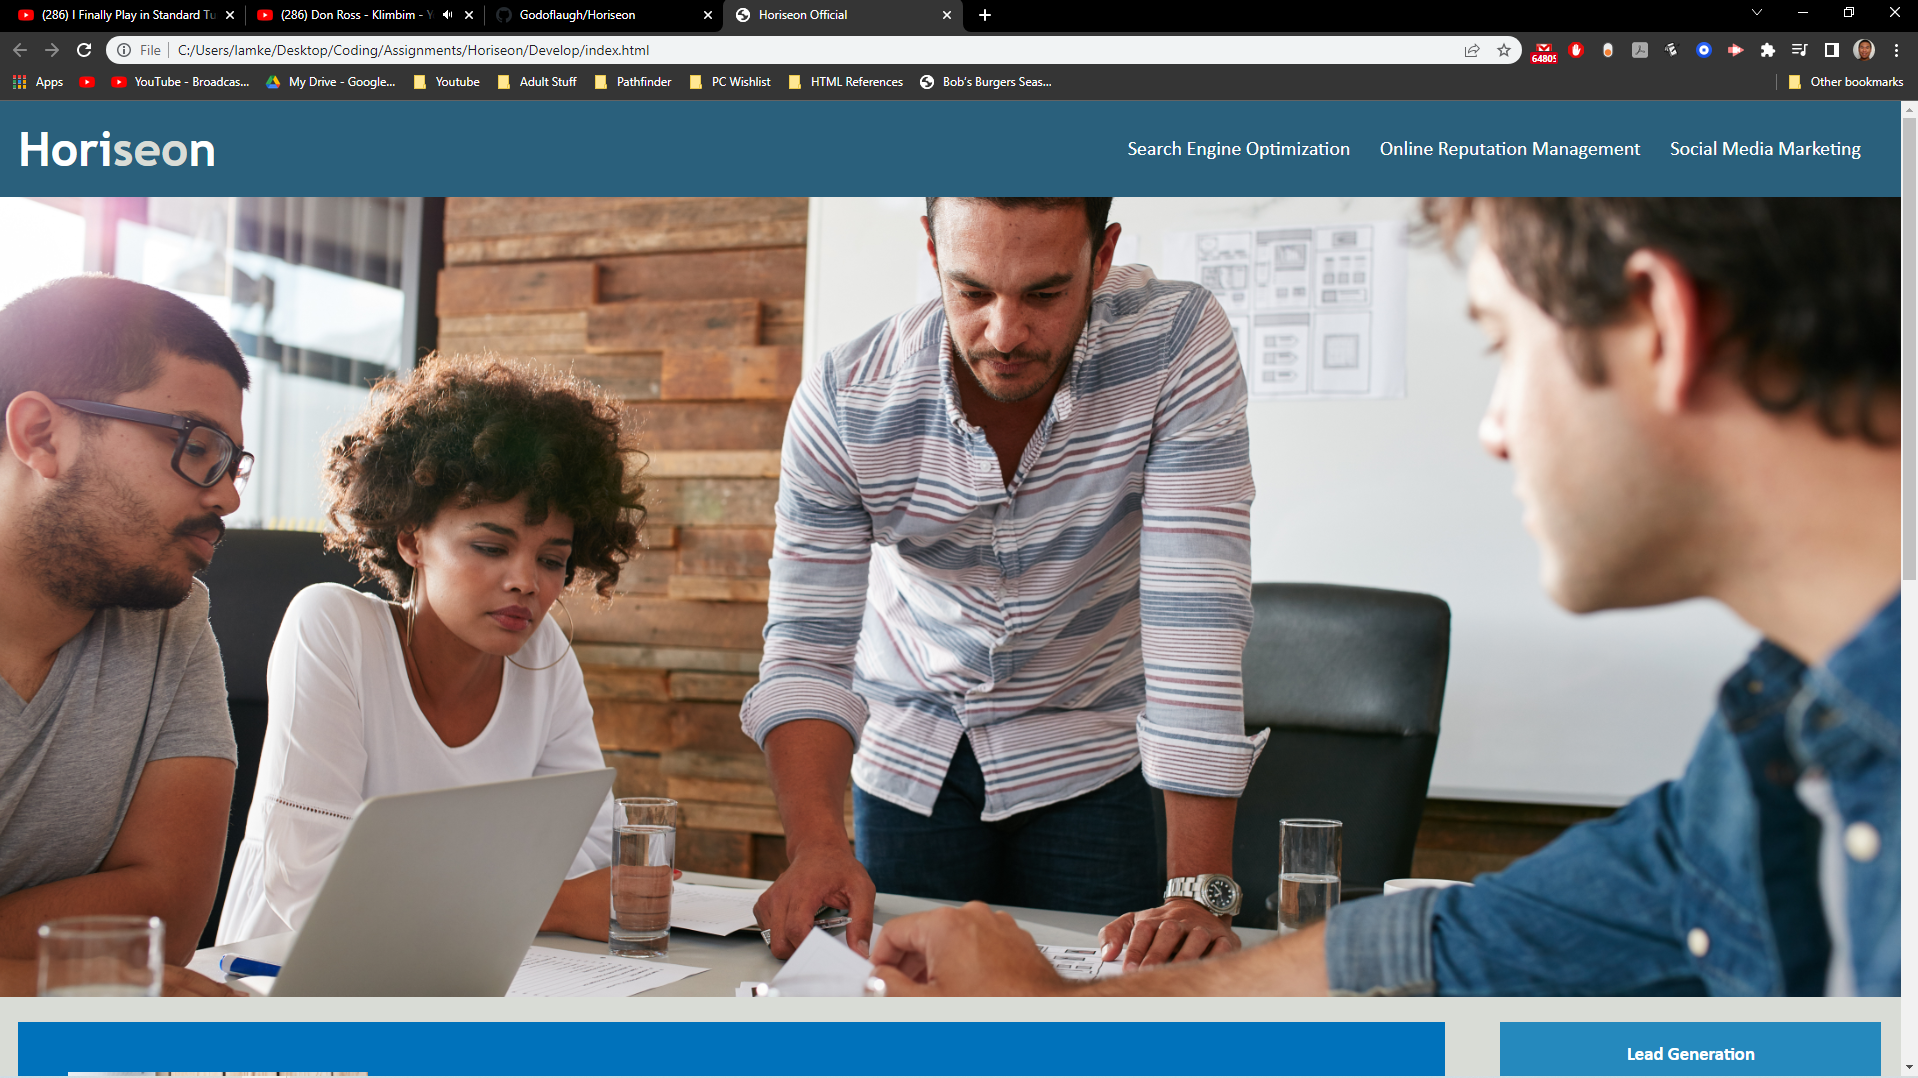 (286) I Finally Play in Standard Tu
(286) Don Ross - Klimbim - Y
Godoflaugh/Horiseon
Horiseon Official
File
C:/Users/lamke/Desktop/Coding/Assignments/Horiseon/Develop/index.html
64809
Apps
YouTube - Broadcas...
My Drive - Google...
Youtube
Adult Stuff
Pathfinder
PC Wishlist
HTML References
Bob's Burgers Seas...
Other bookmarks
Horiseon
Search Engine Optimization
Online Reputation Management
Social Media Marketing
Lead Generation